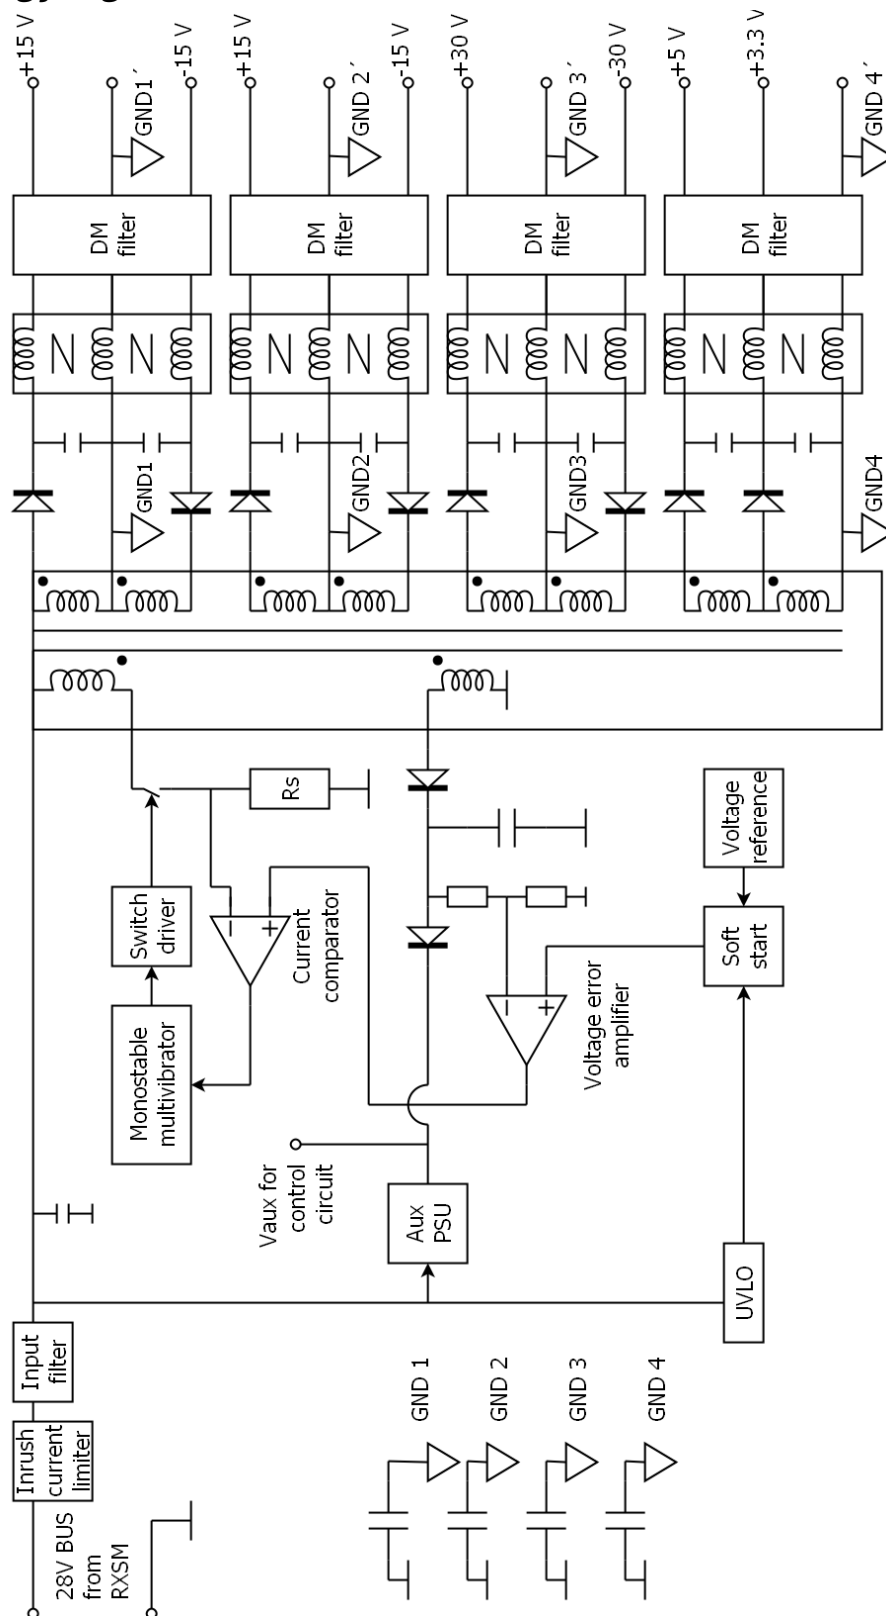 28V BUS
from
RXSM
Inrush
current
limiter
Input
filter
UVLO
Aux
PSU
Vaux for
control
circuit
Monostable
multivibrator
Switch
driver
Current
comparator
Rs
Voltage error
amplifier
Soft
start
Voltage
reference
GND 1
GND 2
GND 3
GND 4
GND1
GND2
GND3
GND4
DM
filter
DM
filter
DM
filter
DM
filter
+15 V
GND1´
-15 V
+15 V
GND 2´
-15 V
+30 V
GND 3´
-30 V
+5 V
+3.3 V
GND 4´